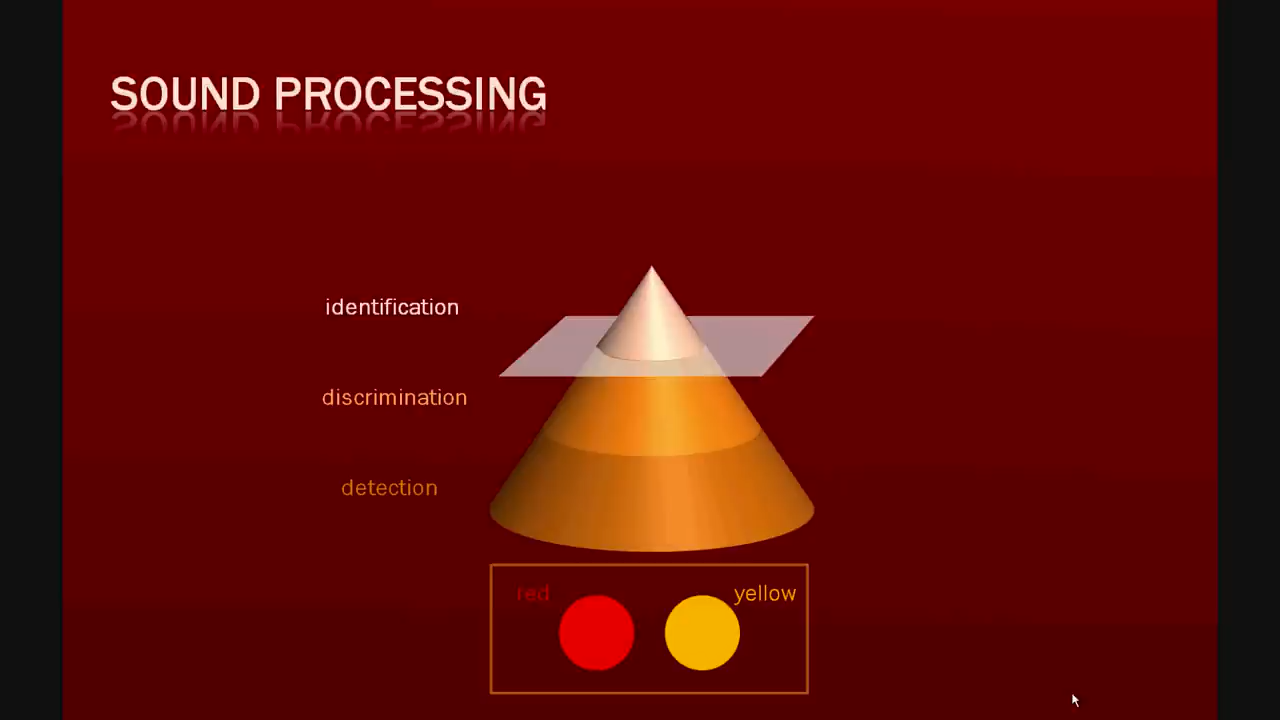 SOUND PROCESSING
identification
discrimination
detection
red
yellow